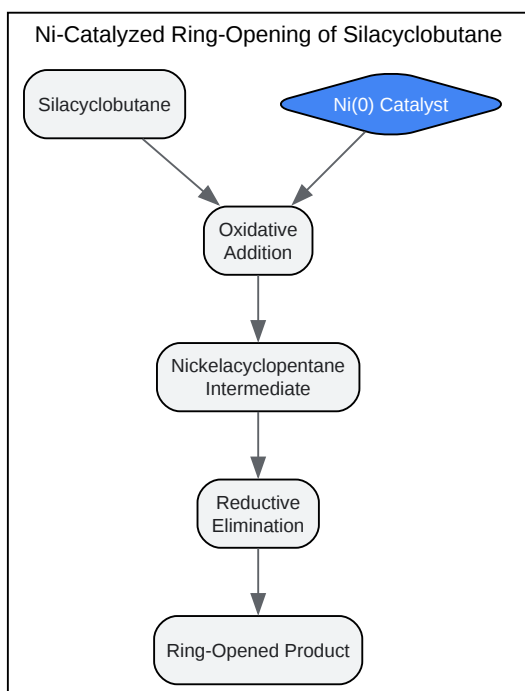 Ni-Catalyzed Ring-Opening of Silacyclobutane
Silacyclobutane
Ni(0) Catalyst
Oxidative
Addition
Nickelacyclopentane
Intermediate
Reductive
Elimination
Ring-Opened Product